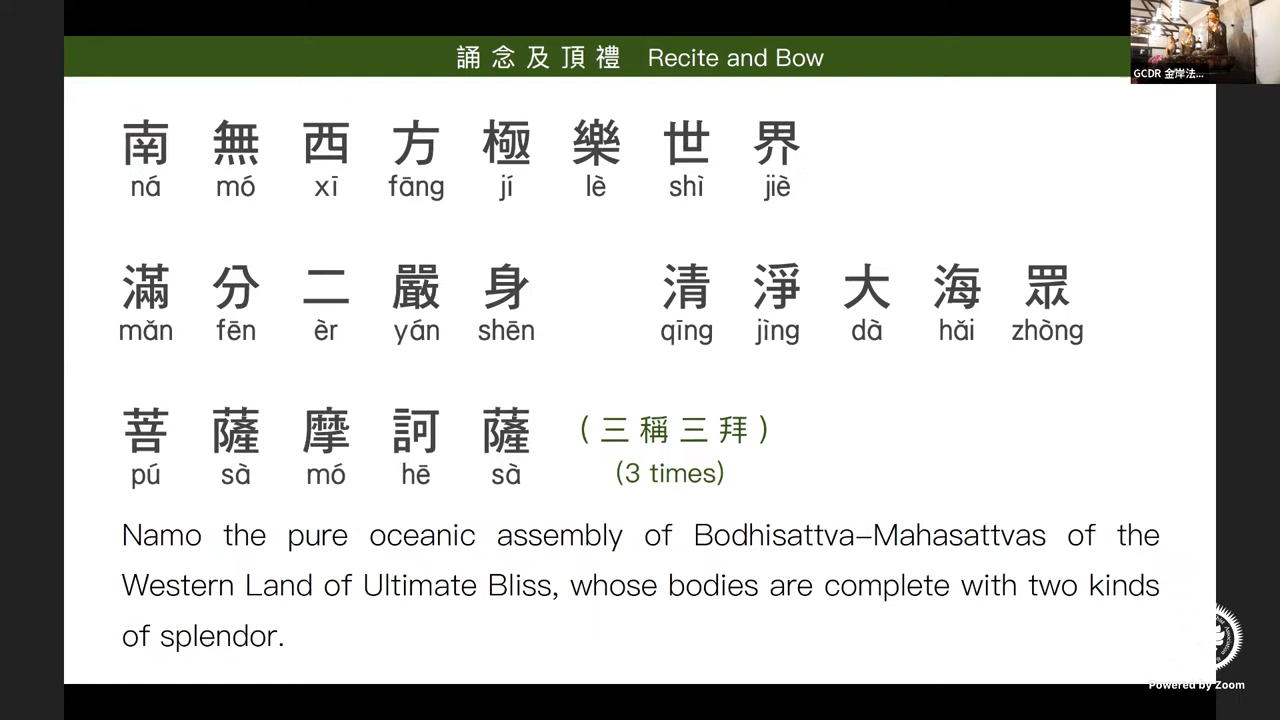 誦念及頂禮 Recite and Bow
GCDR 金岸法...
南 無 西 方 極 樂 世 界
ná mó xī fāng jí lè shì jiè
滿 分 二 嚴 身 清 淨 大 海 眾
mǎn fēn èr yán shēn qīng jìng dà hǎi zhòng
菩 薩 摩 訶 薩 (三稱三拜)
pú sà mó hē sà (3 times)
Namo the pure oceanic assembly of Bodhisattva–Mahasattvas of the
Western Land of Ultimate Bliss, whose bodies are complete with two kinds
of splendor.
Powered by Zoom